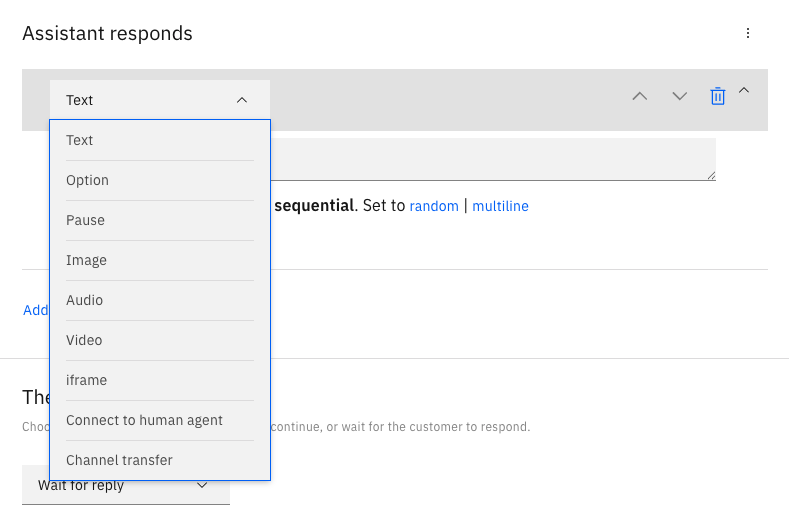 Assistant responds
Text
Text
Option
Pause
Image
Audio
Video
iframe
Connect to human agent
Channel transfer
sequential. Set to random | multiline
Add
The
continue, or wait for the customer to respond.
Wait for reply